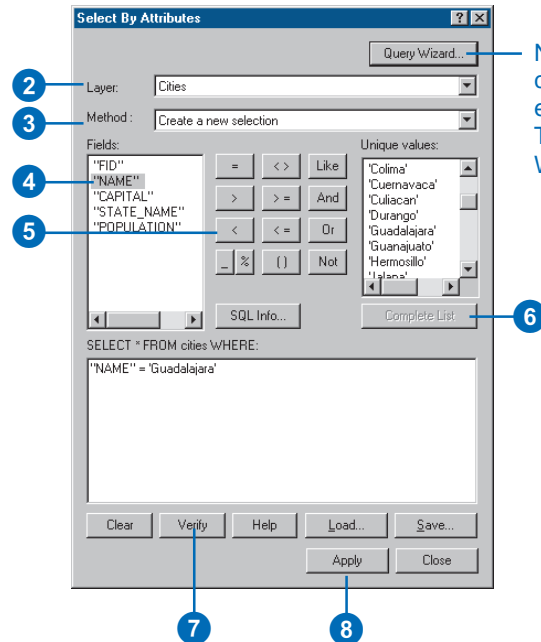 Select By Attributes
Query Wizard...
2
Layer:
Cities
3
Method :
Create a new selection
Fields:
Unique values:
4
"FID"
"NAME"
"CAPITAL"
"STATE_NAME"
"POPULATION"
5
= <> Like
> >= And
< <= Or
_ % () Not
'Colima'
'Cuernavaca'
'Culiacan'
'Durango'
'Guadalajara'
'Guanajuato'
'Hermosillo'
'Jalapa'
SQL Info...
Complete List
6
SELECT * FROM cities WHERE:
"NAME" = 'Guadalajara'
Clear Verify Help Load... Save...
Apply Close
7 8